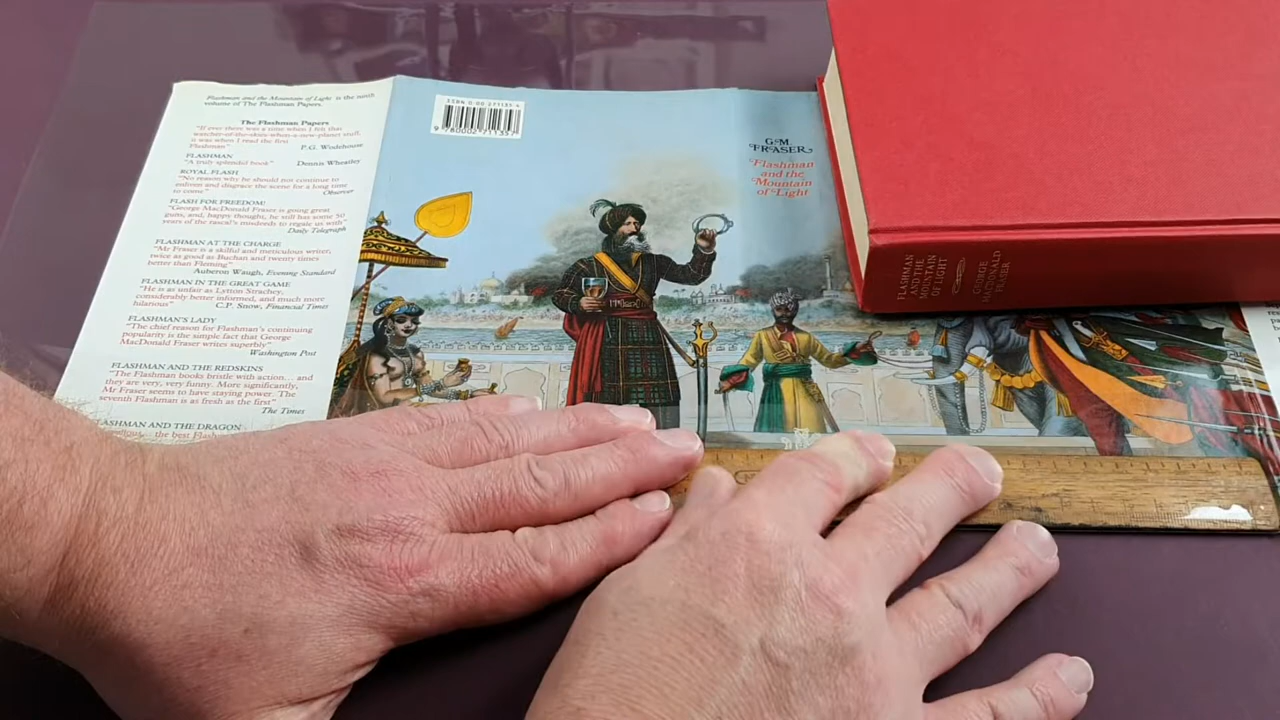 Flashman and the Mountain of Light is the ninth
volume of The Flashman Papers.
The Flashman Papers
"If ever there was a time when I felt that
watcher-of-the-skies-when-a-new-planet stuff,
it was when I read the first
Flashman"
P.G. Wodehouse
FLASHMAN
"A truly splendid book"
Dennis Wheatley
ROYAL FLASH
"No reason why he should not continue to
enliven and disgrace the scene for a long time
to come"
Observer
FLASH FOR FREEDOM!
"George MacDonald Fraser is going great
guns, and, happy thought, he still has some 50
years of the rascal's misdeeds to regale us with"
Daily Telegraph
FLASHMAN AT THE CHARGE
"Mr Fraser is a skilful and meticulous writer,
twice as good as Buchan and twenty times
better than Fleming"
Auberon Waugh, Evening Standard
FLASHMAN IN THE GREAT GAME
"He is as unfair as Lytton Strachey,
considerably better informed, and much more
hilarious"
C.P. Snow, Financial Times
FLASHMAN'S LADY
"The chief reason for Flashman's continuing
popularity is the simple fact that George
MacDonald Fraser writes superbly"
Washington Post
FLASHMAN AND THE REDSKINS
"The Flashman books bristle with action... and
they are very, very funny. More significantly,
Mr Fraser seems to have staying power. The
seventh Flashman is as fresh as the first"
The Times
FLASHMAN AND THE DRAGON
the best Flash
ISBN 0-00 271135-X
9 780002 711357
G.M.
FRASER
Flashman
and the
Mountain
of Light
FLASHMAN
AND THE
MOUNTAIN
OF LIGHT
GEORGE
MACDONALD
FRASER